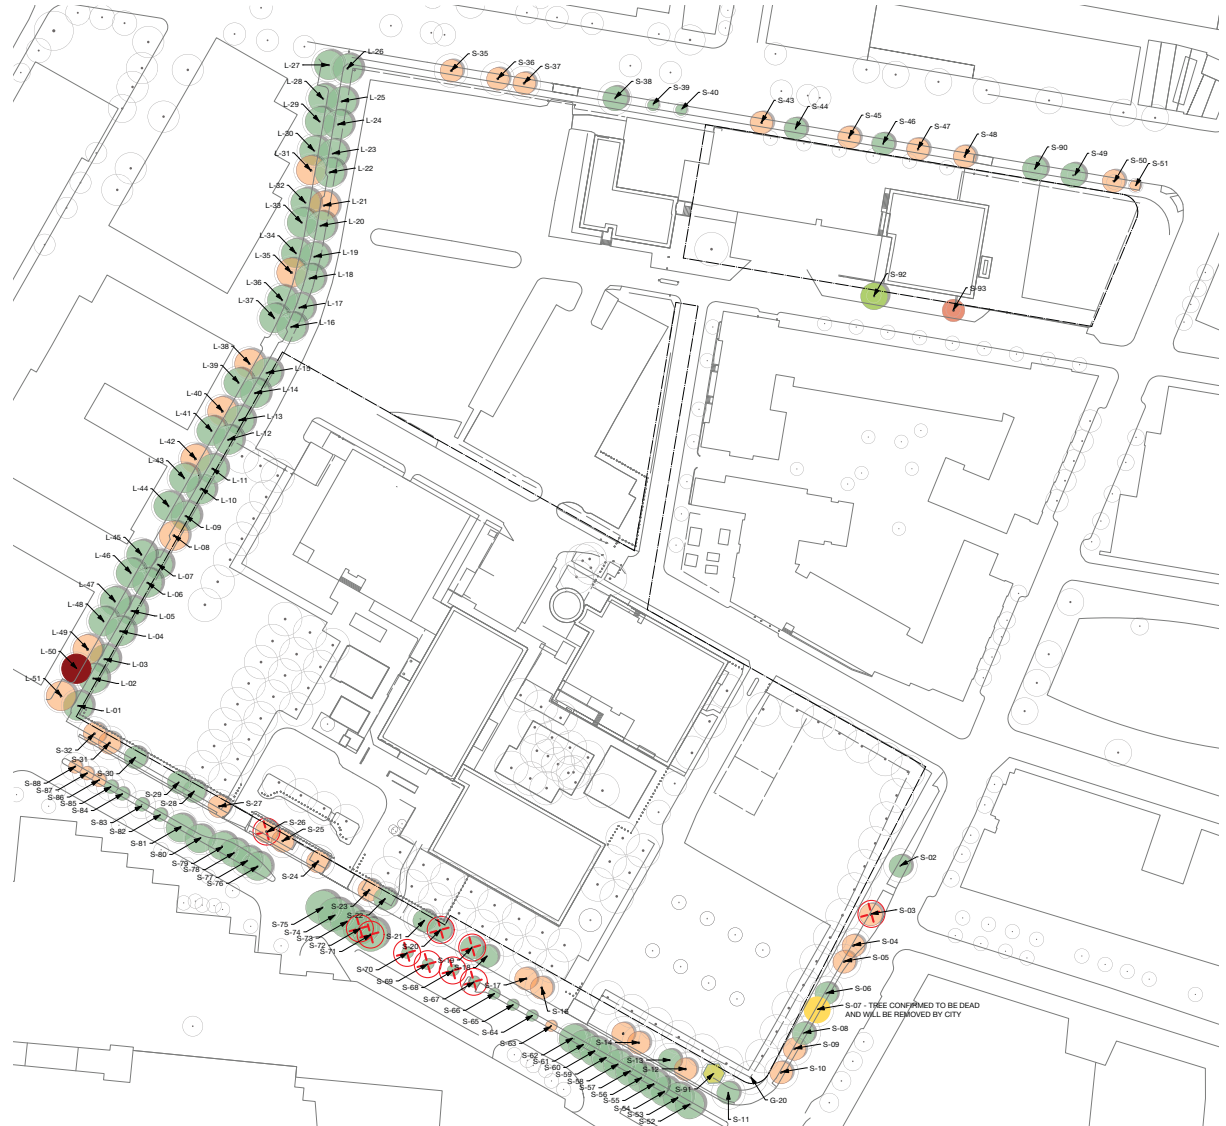 L-26
L-27
S-35
S-36
S-37
L-28
S-38
L-25
S-39
L-29
S-40
S-43
S-44
L-24
S-45
L-30
S-46
S-47
S-48
L-23
S-90
L-31
L-22
S-49
S-50
S-51
L-32
L-21
L-33
L-20
L-34
L-19
L-35
L-18
S-92
S-93
L-36
L-17
L-37
L-16
L-38
L-39
L-15
L-14
L-40
L-41
L-13
L-12
L-42
L-43
L-11
L-10
L-44
L-09
L-08
L-45
L-46
L-07
L-06
L-47
L-48
L-05
L-04
L-49
L-50
L-03
L-02
L-51
L-01
S-32
S-31
S-30
S-88
S-87
S-86
S-85
S-84
S-29
S-28
S-27
S-83
S-82
S-26
S-25
S-81
S-80
S-79
S-78
S-77
S-76
S-24
S-02
S-23
S-22
S-75
S-74
S-73
S-72
S-71
S-21
S-20
S-19
S-18
S-03
S-04
S-05
S-70
S-69
S-68
S-67
S-17
S-16
S-06
S-07 - TREE CONFIRMED TO BE DEAD
AND WILL BE REMOVED BY CITY
S-66
S-65
S-64
S-63
S-08
S-14
S-09
S-62
S-61
S-60
S-59
S-13
S-12
S-10
S-58
S-57
S-56
S-55
S-54
S-53
S-52
S-91
G-20
S-11